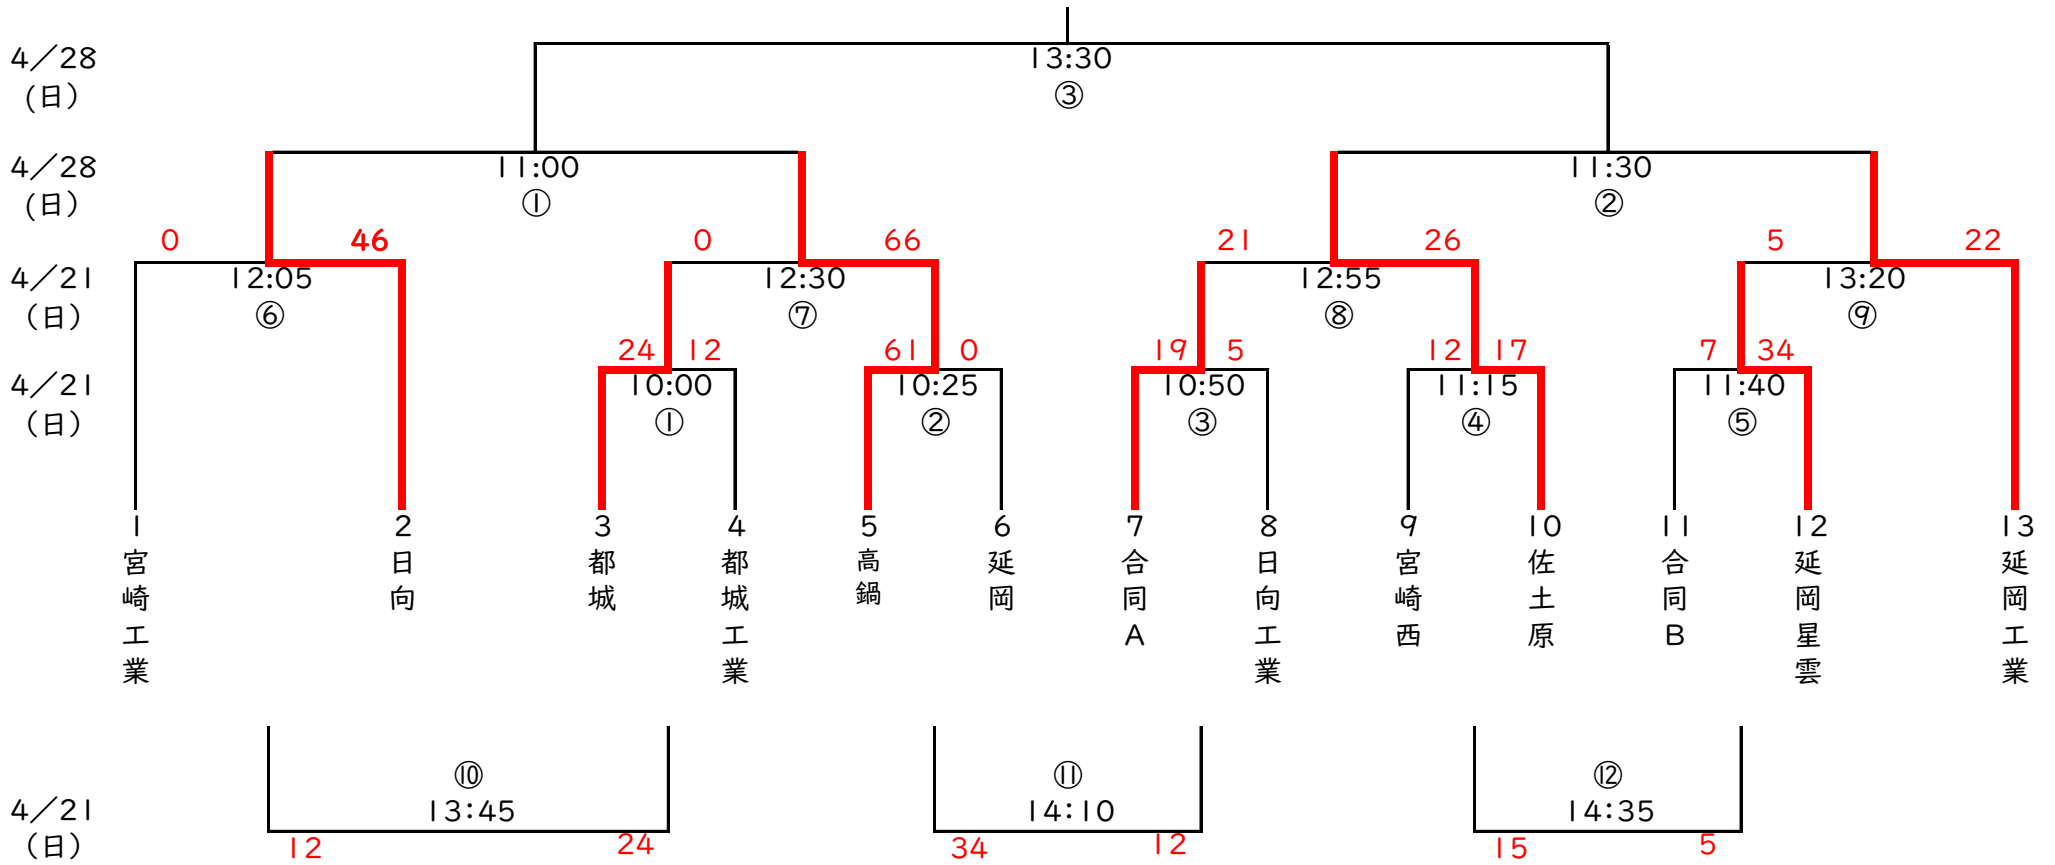 4/28
(日)
13:30
③
4/28
(日)
11:00
①
11:30
②
0 46 0 66 21 26 5 22
4/21
(日)
12:05
⑥
12:30
⑦
12:55
⑧
13:20
⑨
24 12 61 0 19 5 12 17 7 34
4/21
(日)
10:00
①
10:25
②
10:50
③
11:15
④
11:40
⑤
1
宮崎工業
2
日向
3
都城
4
都城工業
5
高鍋
6
延岡
7
合同A
8
日向工業
9
宮崎西
10
佐土原
11
合同B
12
延岡星雲
13
延岡工業
4/21
(日)
⑩
13:45
12 24
⑪
14:10
34 12
⑫
14:35
15 5